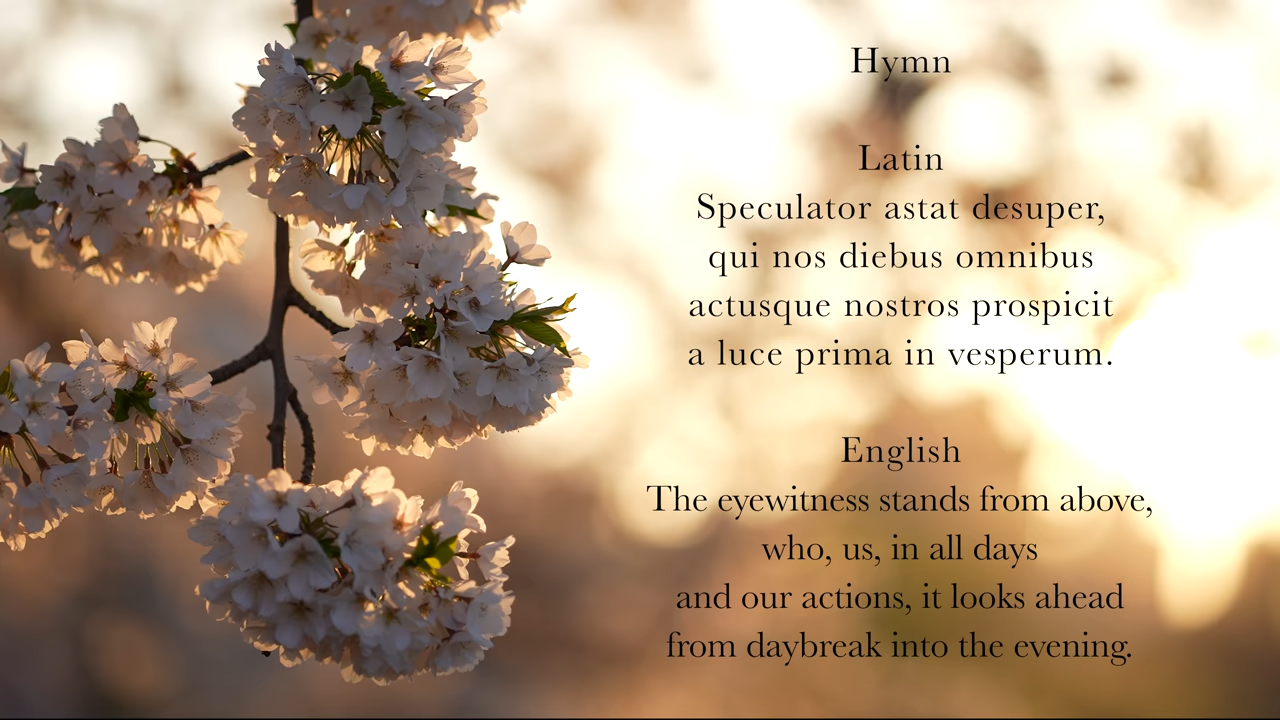 Hymn
Latin
Speculator astat desuper,
qui nos diebus omnibus
actusque nostros prospicit
a luce prima in vesperum.
English
The eyewitness stands from above,
who, us, in all days
and our actions, it looks ahead
from daybreak into the evening.